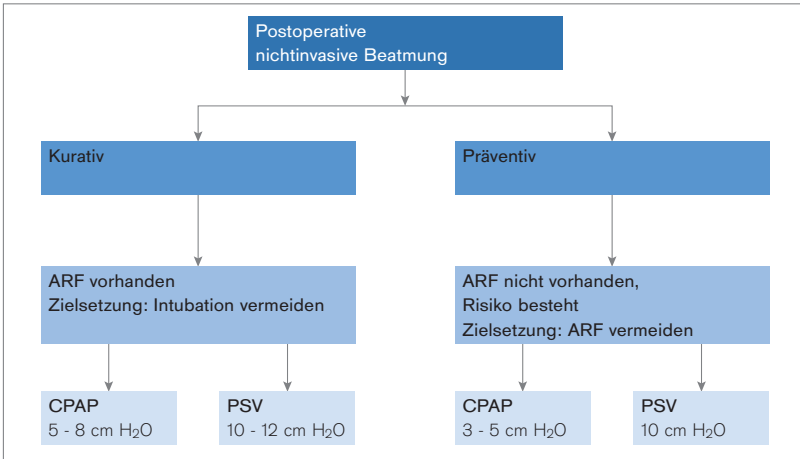 Postoperative
nichtinvasive Beatmung
Kurativ
Präventiv
ARF vorhanden
Zielsetzung: Intubation vermeiden
ARF nicht vorhanden,
Risiko besteht
Zielsetzung: ARF vermeiden
CPAP
5 - 8 cm H₂O
PSV
10 - 12 cm H₂O
CPAP
3 - 5 cm H₂O
PSV
10 cm H₂O